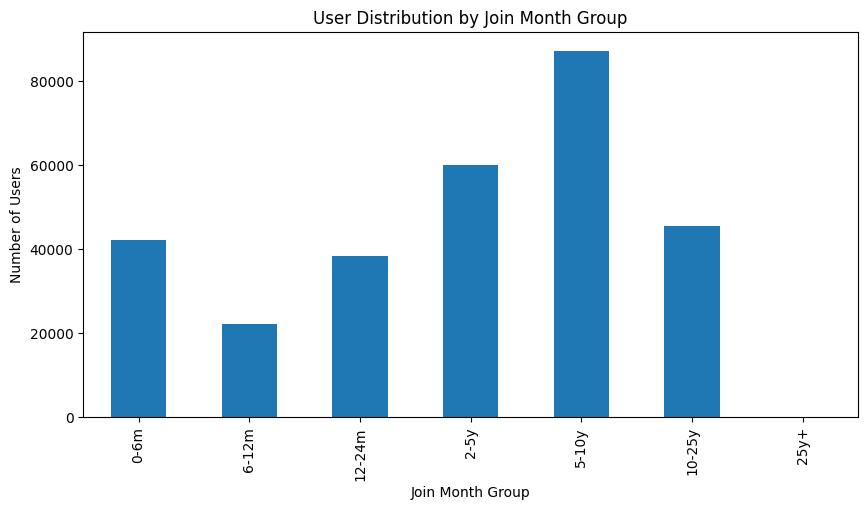 User Distribution by Join Month Group
Number of Users
80000
60000
40000
20000
0
0-6m
6-12m
12-24m
2-5y
5-10y
10-25y
25y+
Join Month Group